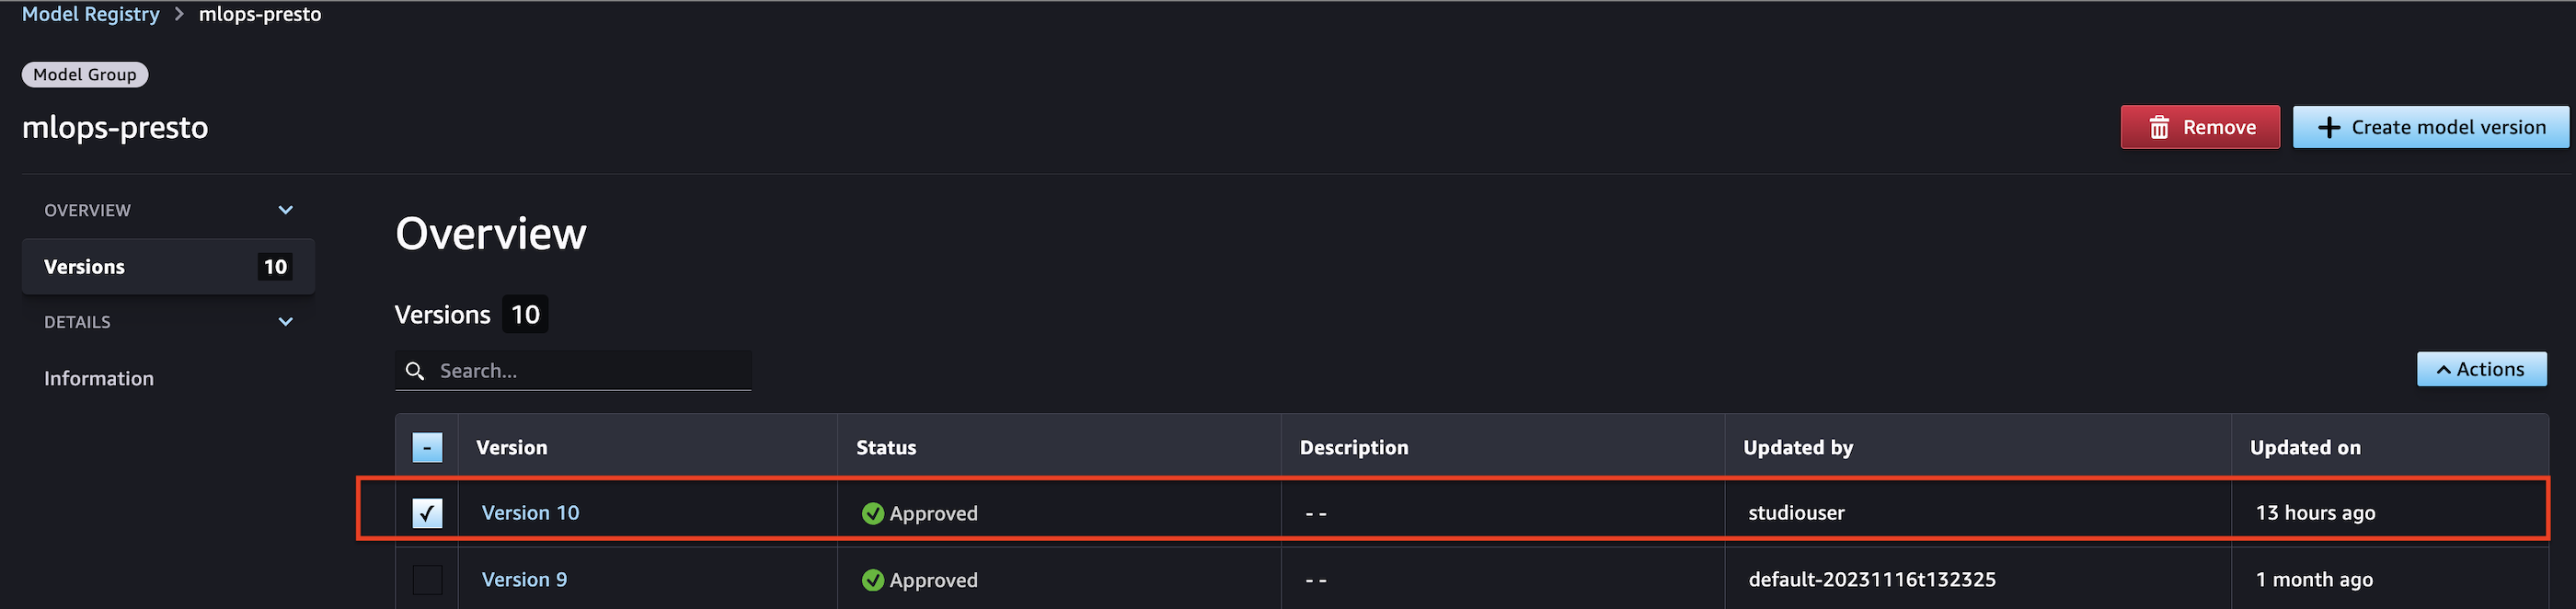 Model Registry > mlops-presto
Model Group
mlops-presto
Remove
+ Create model version
OVERVIEW
Versions 10
DETAILS
Information
Overview
Versions 10
Search...
Actions
Version Status Description Updated by Updated on
Version 10 Approved -- studiouser 13 hours ago
Version 9 Approved -- default-20231116t132325 1 month ago